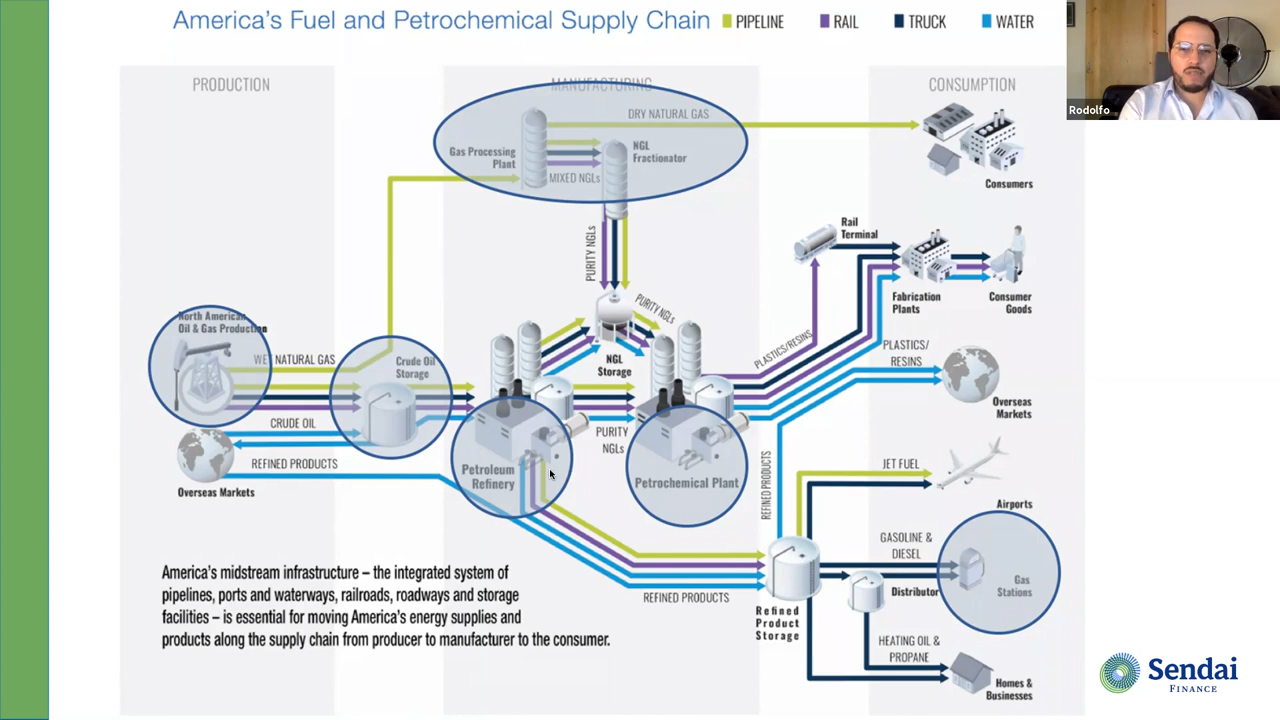 America's Fuel and Petrochemical Supply Chain
PIPELINE
RAIL
TRUCK
WATER
Rodolfo
PRODUCTION
MANUFACTURING
CONSUMPTION
DRY NATURAL GAS
Gas Processing
Plant
NGL
Fractionator
MIXED NGLs
Consumers
PURITY NGLs
Rail
Terminal
Fabrication
Plants
Consumer
Goods
North American
Oil & Gas Production
WET NATURAL GAS
Crude Oil
Storage
PURITY NGLs
NGL
Storage
PLASTICS/RESINS
PLASTICS/
RESINS
Overseas
Markets
CRUDE OIL
PURITY
NGLs
REFINED PRODUCTS
Overseas Markets
Petroleum
Refinery
Petrochemical Plant
REFINED PRODUCTS
JET FUEL
Airports
GASOLINE &
DIESEL
Gas
Stations
Distributor
REFINED PRODUCTS
Refined
Product
Storage
HEATING OIL &
PROPANE
Homes &
Businesses
America's midstream infrastructure – the integrated system of
pipelines, ports and waterways, railroads, roadways and storage
facilities – is essential for moving America's energy supplies and
products along the supply chain from producer to manufacturer to the consumer.
Sendai
FINANCE